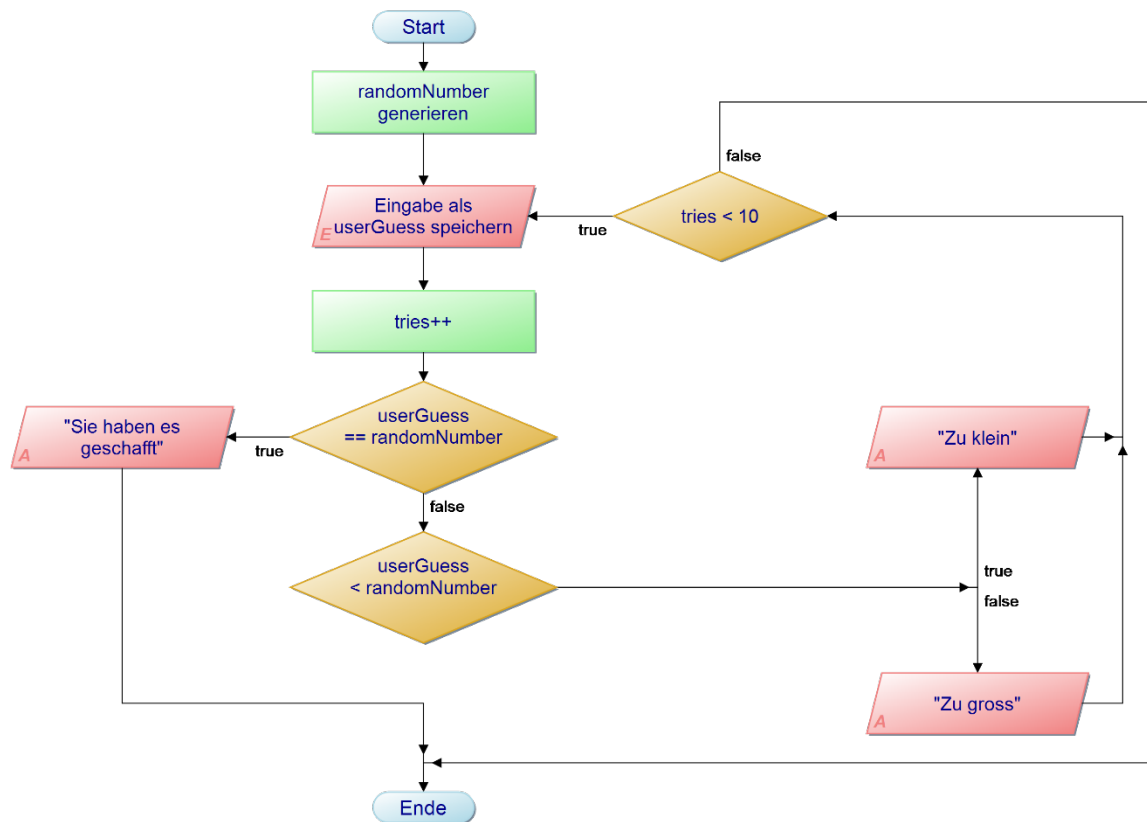 Start
randomNumber
generieren
false
Eingabe als
userGuess speichern
E
true
tries < 10
tries++
userGuess
== randomNumber
true
false
"Sie haben es
geschafft"
A
"Zu klein"
A
userGuess
< randomNumber
true
false
"Zu gross"
A
Ende